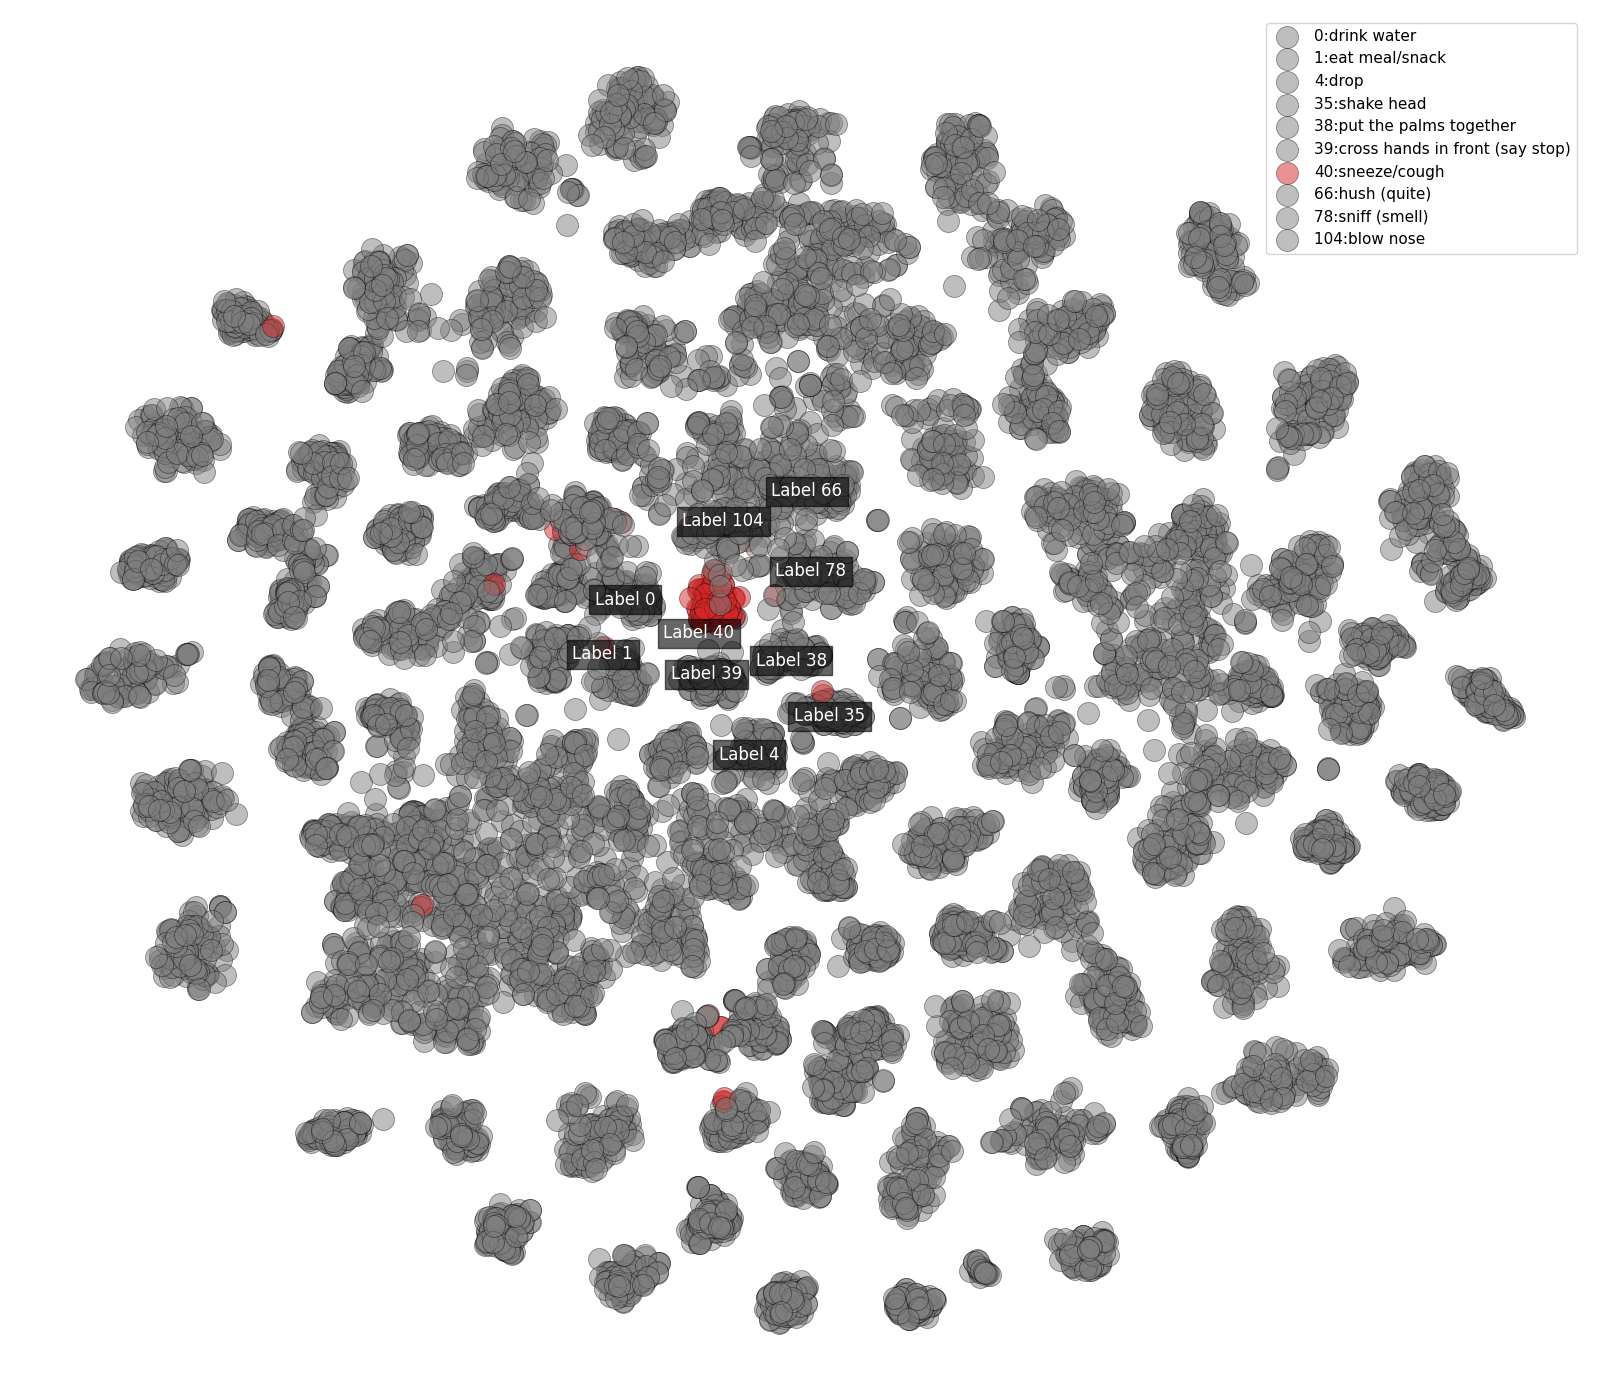 0:drink water
1:eat meal/snack
4:drop
35:shake head
38:put the palms together
39:cross hands in front (say stop)
40:sneeze/cough
66:hush (quite)
78:sniff (smell)
104:blow nose
Label 66
Label 104
Label 78
Label 0
Label 40
Label 1
Label 38
Label 39
Label 35
Label 4